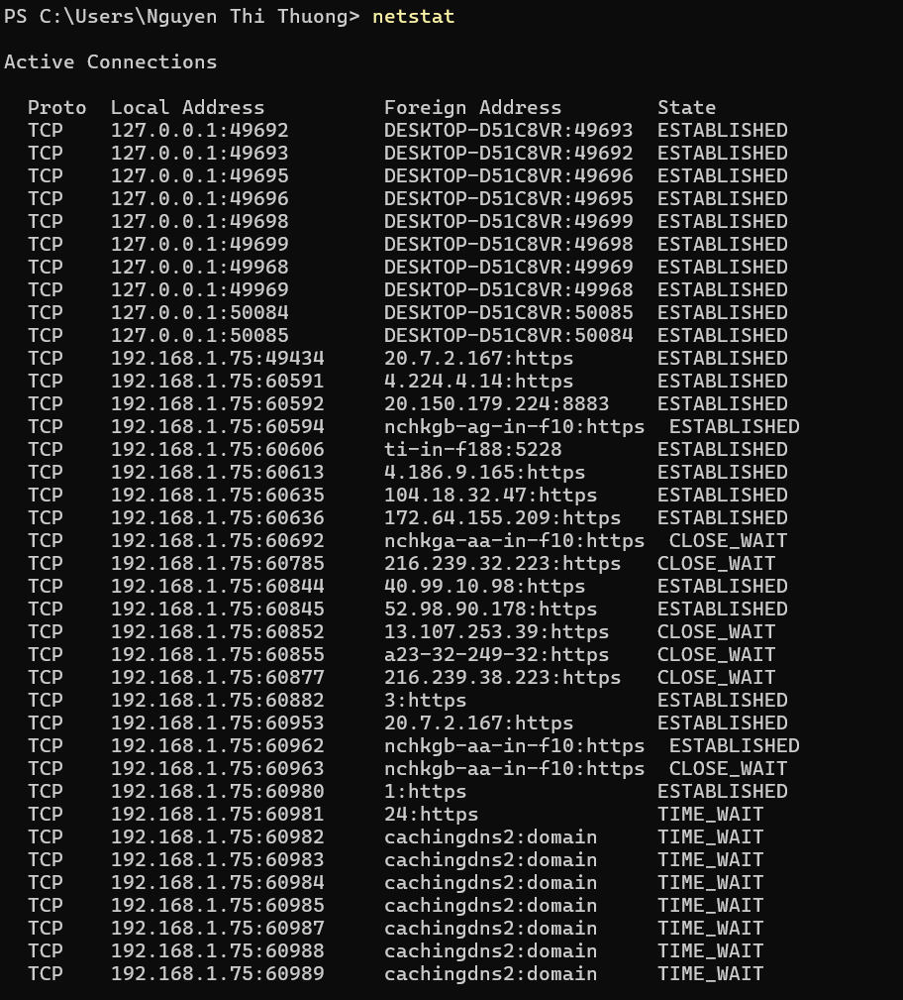 PS C:\Users\Nguyen Thi Thuong> netstat
Active Connections
Proto Local Address Foreign Address State
TCP 127.0.0.1:49692 DESKTOP-D51C8VR:49693 ESTABLISHED
TCP 127.0.0.1:49693 DESKTOP-D51C8VR:49692 ESTABLISHED
TCP 127.0.0.1:49695 DESKTOP-D51C8VR:49696 ESTABLISHED
TCP 127.0.0.1:49696 DESKTOP-D51C8VR:49695 ESTABLISHED
TCP 127.0.0.1:49698 DESKTOP-D51C8VR:49699 ESTABLISHED
TCP 127.0.0.1:49699 DESKTOP-D51C8VR:49698 ESTABLISHED
TCP 127.0.0.1:49968 DESKTOP-D51C8VR:49969 ESTABLISHED
TCP 127.0.0.1:49969 DESKTOP-D51C8VR:49968 ESTABLISHED
TCP 127.0.0.1:50084 DESKTOP-D51C8VR:50085 ESTABLISHED
TCP 127.0.0.1:50085 DESKTOP-D51C8VR:50084 ESTABLISHED
TCP 192.168.1.75:49434 20.7.2.167:https ESTABLISHED
TCP 192.168.1.75:60591 4.224.4.14:https ESTABLISHED
TCP 192.168.1.75:60592 20.150.179.224:8883 ESTABLISHED
TCP 192.168.1.75:60594 nchkgb-ag-in-f10:https ESTABLISHED
TCP 192.168.1.75:60606 ti-in-f188:5228 ESTABLISHED
TCP 192.168.1.75:60613 4.186.9.165:https ESTABLISHED
TCP 192.168.1.75:60635 104.18.32.47:https ESTABLISHED
TCP 192.168.1.75:60636 172.64.155.209:https ESTABLISHED
TCP 192.168.1.75:60692 nchkga-aa-in-f10:https CLOSE_WAIT
TCP 192.168.1.75:60785 216.239.32.223:https CLOSE_WAIT
TCP 192.168.1.75:60844 40.99.10.98:https ESTABLISHED
TCP 192.168.1.75:60845 52.98.90.178:https ESTABLISHED
TCP 192.168.1.75:60852 13.107.253.39:https CLOSE_WAIT
TCP 192.168.1.75:60855 a23-32-249-32:https CLOSE_WAIT
TCP 192.168.1.75:60877 216.239.38.223:https CLOSE_WAIT
TCP 192.168.1.75:60882 3:https ESTABLISHED
TCP 192.168.1.75:60953 20.7.2.167:https ESTABLISHED
TCP 192.168.1.75:60962 nchkgb-aa-in-f10:https ESTABLISHED
TCP 192.168.1.75:60963 nchkgb-aa-in-f10:https CLOSE_WAIT
TCP 192.168.1.75:60980 1:https ESTABLISHED
TCP 192.168.1.75:60981 24:https TIME_WAIT
TCP 192.168.1.75:60982 cachingdns2:domain TIME_WAIT
TCP 192.168.1.75:60983 cachingdns2:domain TIME_WAIT
TCP 192.168.1.75:60984 cachingdns2:domain TIME_WAIT
TCP 192.168.1.75:60985 cachingdns2:domain TIME_WAIT
TCP 192.168.1.75:60987 cachingdns2:domain TIME_WAIT
TCP 192.168.1.75:60988 cachingdns2:domain TIME_WAIT
TCP 192.168.1.75:60989 cachingdns2:domain TIME_WAIT